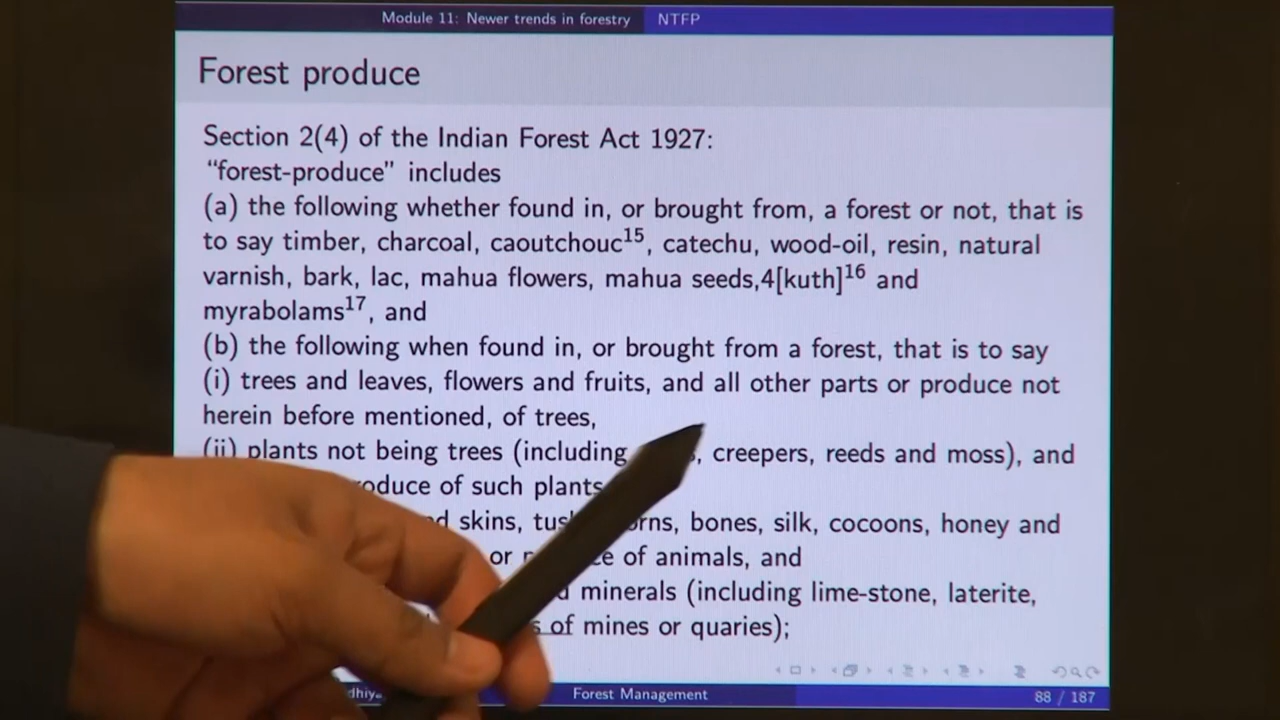 Module 11: Newer trends in forestry NTFP
Forest produce
Section 2(4) of the Indian Forest Act 1927:
“forest-produce” includes
(a) the following whether found in, or brought from, a forest or not, that is
to say timber, charcoal, caoutchouc15, catechu, wood-oil, resin, natural
varnish, bark, lac, mahua flowers, mahua seeds,4[kuth]16 and
myrabolams17, and
(b) the following when found in, or brought from a forest, that is to say
(i) trees and leaves, flowers and fruits, and all other parts or produce not
herein before mentioned, of trees,
(ii) plants not being trees (including , creepers, reeds and moss), and
of such plants
skins, bones, silk, cocoons, honey and
or of animals, and
minerals (including lime-stone, laterite,
of mines or quaries);
Forest Management 88 / 187